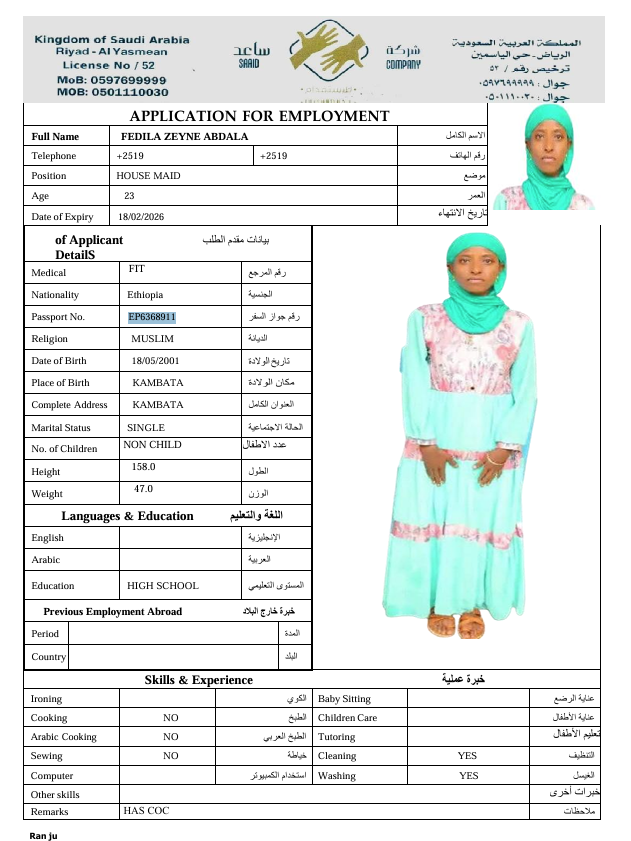 Kingdom of Saudi Arabia
Riyad - Al Yasmean
License No / 52
MoB: 0597699999
MOB: 0501110030
ساعد
SAAID
شركة
COMPANY
المملكة العربية السعودية
الرياض-حي الياسمين
ترخيص رقم / ٥٢
جوال : ٠٥٩٧٦٩٩٩٩٩
جوال : ٠٥٠١١١٠٠٣٠
APPLICATION FOR EMPLOYMENT
Full Name FEDILA ZEYNE ABDALA الاسم الكامل
Telephone +2519 +2519 رقم الهاتف
Position HOUSE MAID موضع
Age 23 العمر
Date of Expiry 18/02/2026 تاريخ الانتهاء
of Applicant بيانات مقدم الطلب
DetailS
Medical FIT رقم المرجع
Nationality Ethiopia الجنسية
Passport No. EP6368911 رقم جواز السفر
Religion MUSLIM الديانة
Date of Birth 18/05/2001 تاريخ الولادة
Place of Birth KAMBATA مكان الولادة
Complete Address KAMBATA العنوان الكامل
Marital Status SINGLE الحالة الاجتماعية
No. of Children NON CHILD عدد الاطفال
Height 158.0 الطول
Weight 47.0 الوزن
Languages & Education اللغة والتعليم
English الإنجليزية
Arabic العربية
Education HIGH SCHOOL المستوى التعليمي
Previous Employment Abroad خبرة خارج البلاد
Period المدة
Country البلد
Skills & Experience خبرة عملية
Ironing الكوي Baby Sitting عناية الرضع
Cooking NO الطبخ Children Care عناية الأطفال
Arabic Cooking NO الطبخ العربي Tutoring تعليم الأطفال
Sewing NO خياطة Cleaning YES التنظيف
Computer استخدام الكمبيوتر Washing YES الغيسل
Other skills خبرات أخرى
Remarks HAS COC ملاحظات
Ran ju